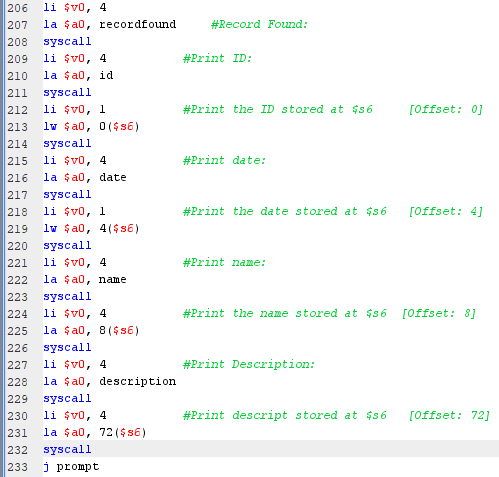 206 li $v0, 4
207 la $a0, recordfound #Record Found:
208 syscall
209 li $v0, 4 #Print ID:
210 la $a0, id
211 syscall
212 li $v0, 1 #Print the ID stored at $s6 [Offset: 0]
213 lw $a0, 0($s6)
214 syscall
215 li $v0, 4 #Print date:
216 la $a0, date
217 syscall
218 li $v0, 1 #Print the date stored at $s6 [Offset: 4]
219 lw $a0, 4($s6)
220 syscall
221 li $v0, 4 #Print name:
222 la $a0, name
223 syscall
224 li $v0, 4 #Print the name stored at $s6 [Offset: 8]
225 la $a0, 8($s6)
226 syscall
227 li $v0, 4 #Print Description:
228 la $a0, description
229 syscall
230 li $v0, 4 #Print descript stored at $s6 [Offset: 72]
231 la $a0, 72($s6)
232 syscall
233 j prompt